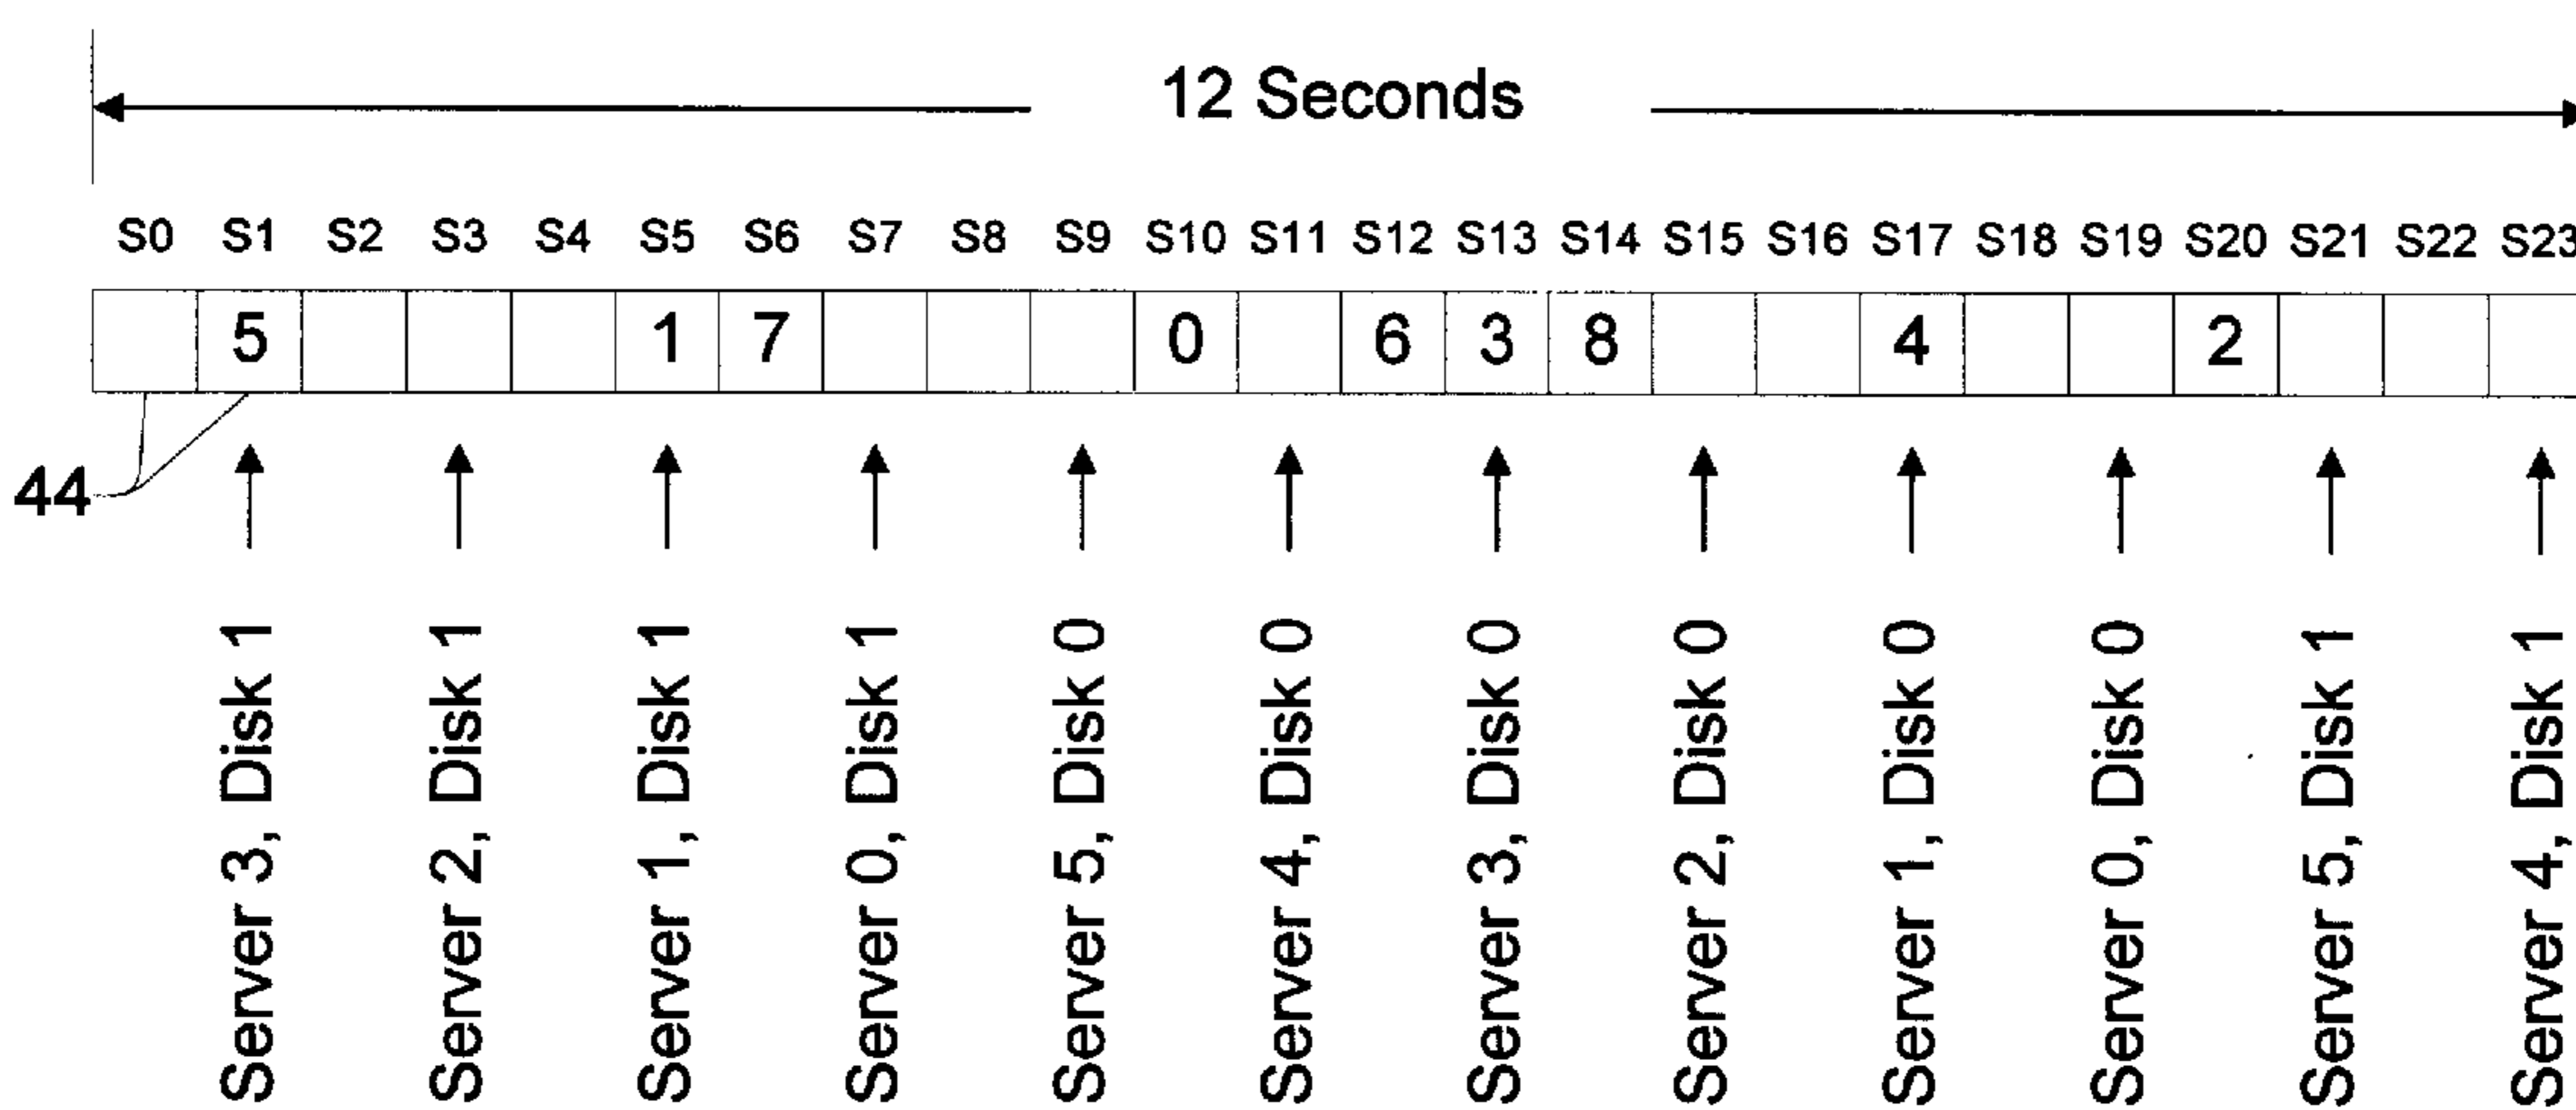 12 Seconds
S0 S1 S2 S3 S4 S5 S6 S7 S8 S9 S10 S11 S12 S13 S14 S15 S16 S17 S18 S19 S20 S21 S22 S23
5 1 7 0 6 3 8 4 2
44
Server 3, Disk 1
Server 2, Disk 1
Server 1, Disk 1
Server 0, Disk 1
Server 5, Disk 0
Server 4, Disk 0
Server 3, Disk 0
Server 2, Disk 0
Server 1, Disk 0
Server 0, Disk 0
Server 5, Disk 1
Server 4, Disk 1